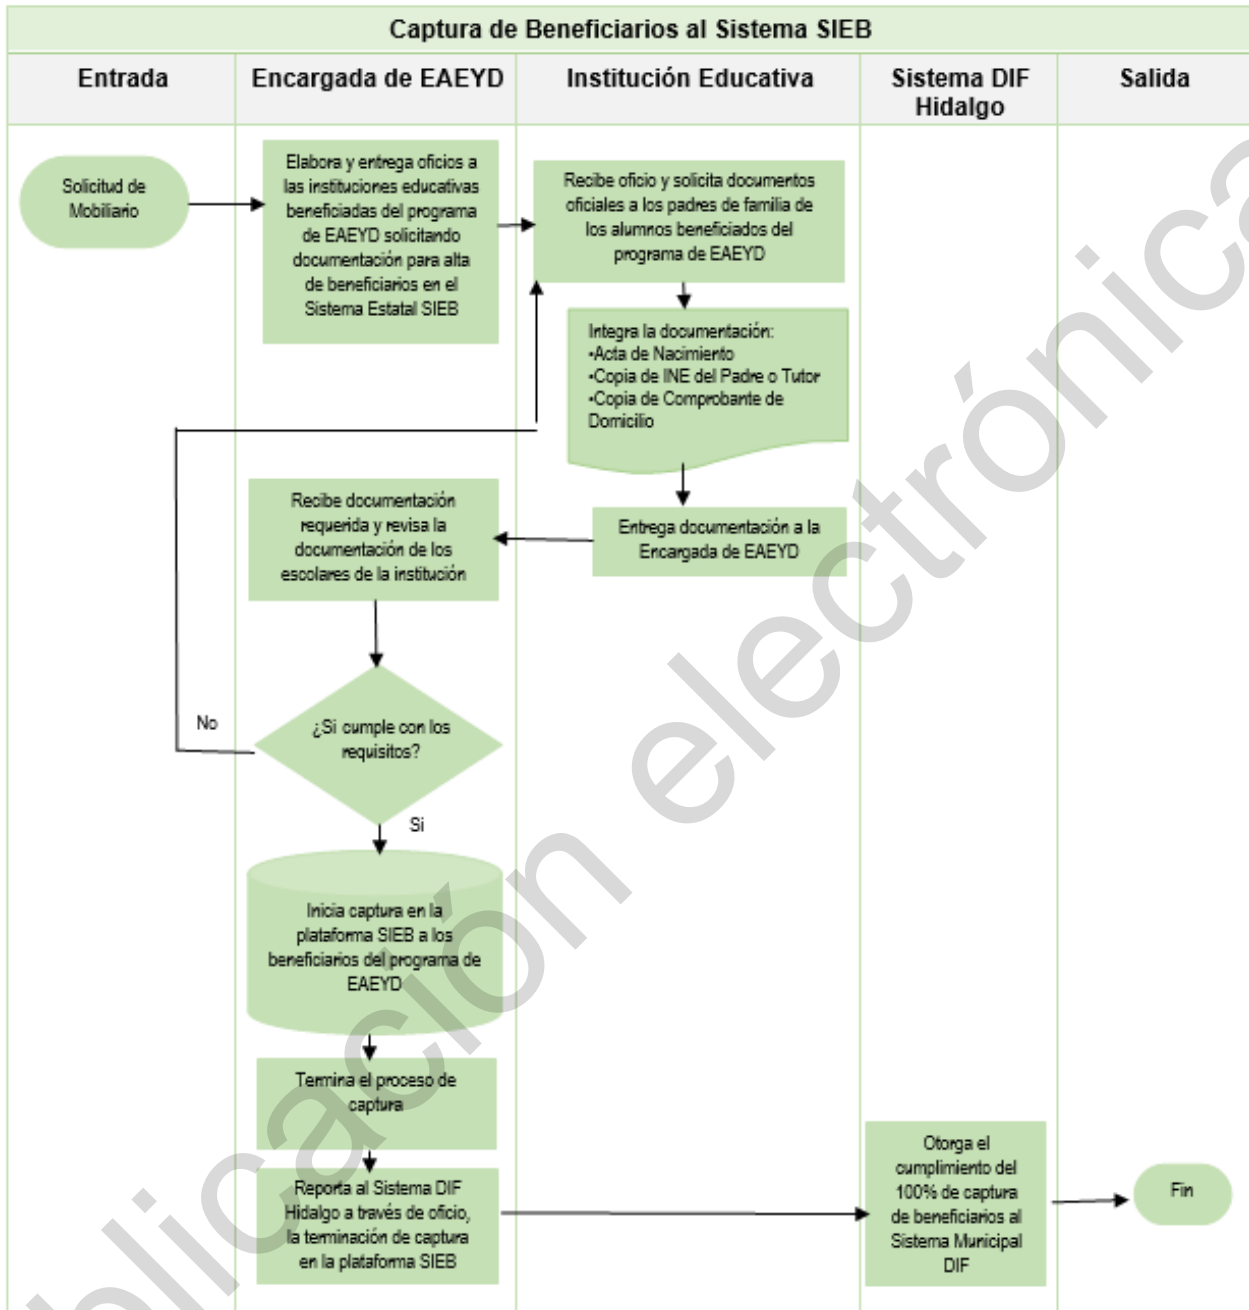 Captura de Beneficiarios al Sistema SIEB
Entrada
Encargada de EAEYD
Institución Educativa
Sistema DIF
Hidalgo
Salida
Solicitud de
Mobiliario
Elabora y entrega oficios a
las instituciones educativas
beneficiadas del programa
de EAEYD solicitando
documentación para alta
de beneficiarios en el
Sistema Estatal SIEB
Recibe oficio y solicita documentos
oficiales a los padres de familia de
los alumnos beneficiados del
programa de EAEYD
Integra la documentación:
•Acta de Nacimiento
•Copia de INE del Padre o Tutor
•Copia de Comprobante de
Domicilio
Entrega documentación a la
Encargada de EAEYD
Recibe documentación
requerida y revisa la
documentación de los
escolares de la institución
¿Si cumple con los
requisitos?
No
Si
Inicia captura en la
plataforma SIEB a los
beneficiarios del programa de
EAEYD
Termina el proceso de
captura
Reporta al Sistema DIF
Hidalgo a través de oficio,
la terminación de captura
en la plataforma SIEB
Otorga el
cumplimiento del
100% de captura
de beneficiarios al
Sistema Municipal
DIF
Fin
blicación electrónica